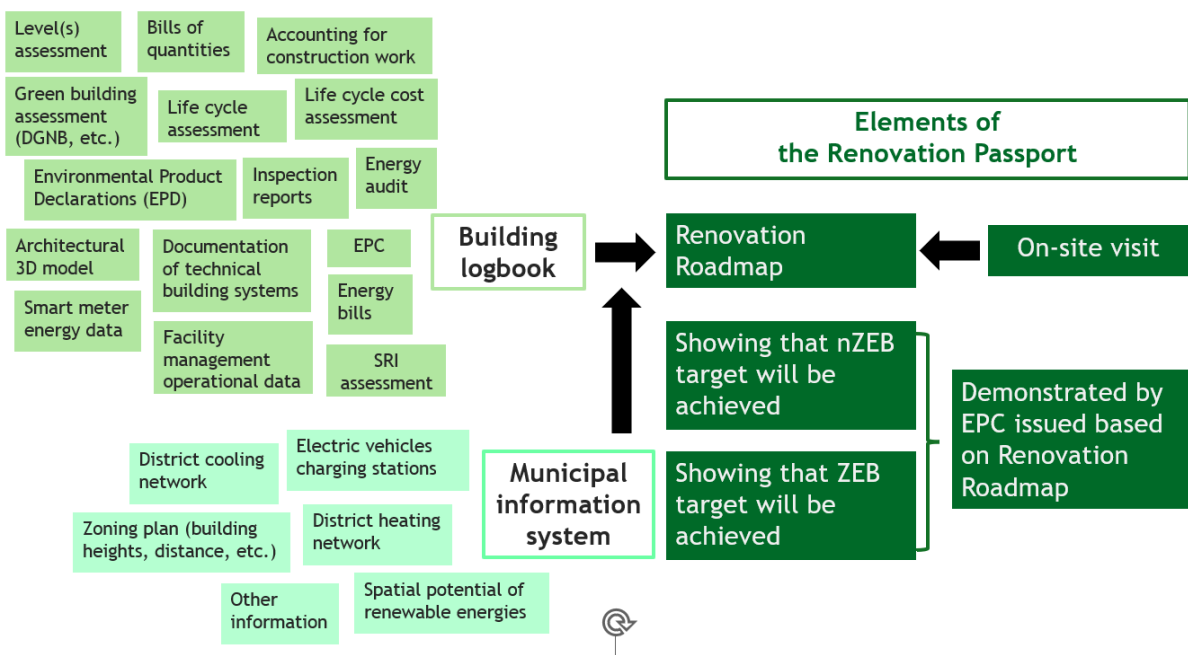 Level(s)
assessment
Bills of
quantities
Accounting for
construction work
Green building
assessment
(DGNB, etc.)
Life cycle
assessment
Life cycle cost
assessment
Environmental Product
Declarations (EPD)
Inspection
reports
Energy
audit
Architectural
3D model
Documentation
of technical
building systems
EPC
Smart meter
energy data
Energy
bills
Facility
management
operational data
SRI
assessment
Building
logbook
District cooling
network
Electric vehicles
charging stations
Zoning plan (building
heights, distance, etc.)
District heating
network
Other
information
Spatial potential of
renewable energies
Municipal
information
system
Elements of
the Renovation Passport
Renovation
Roadmap
On-site visit
Showing that nZEB
target will be
achieved
Showing that ZEB
target will be
achieved
Demonstrated by
EPC issued based
on Renovation
Roadmap